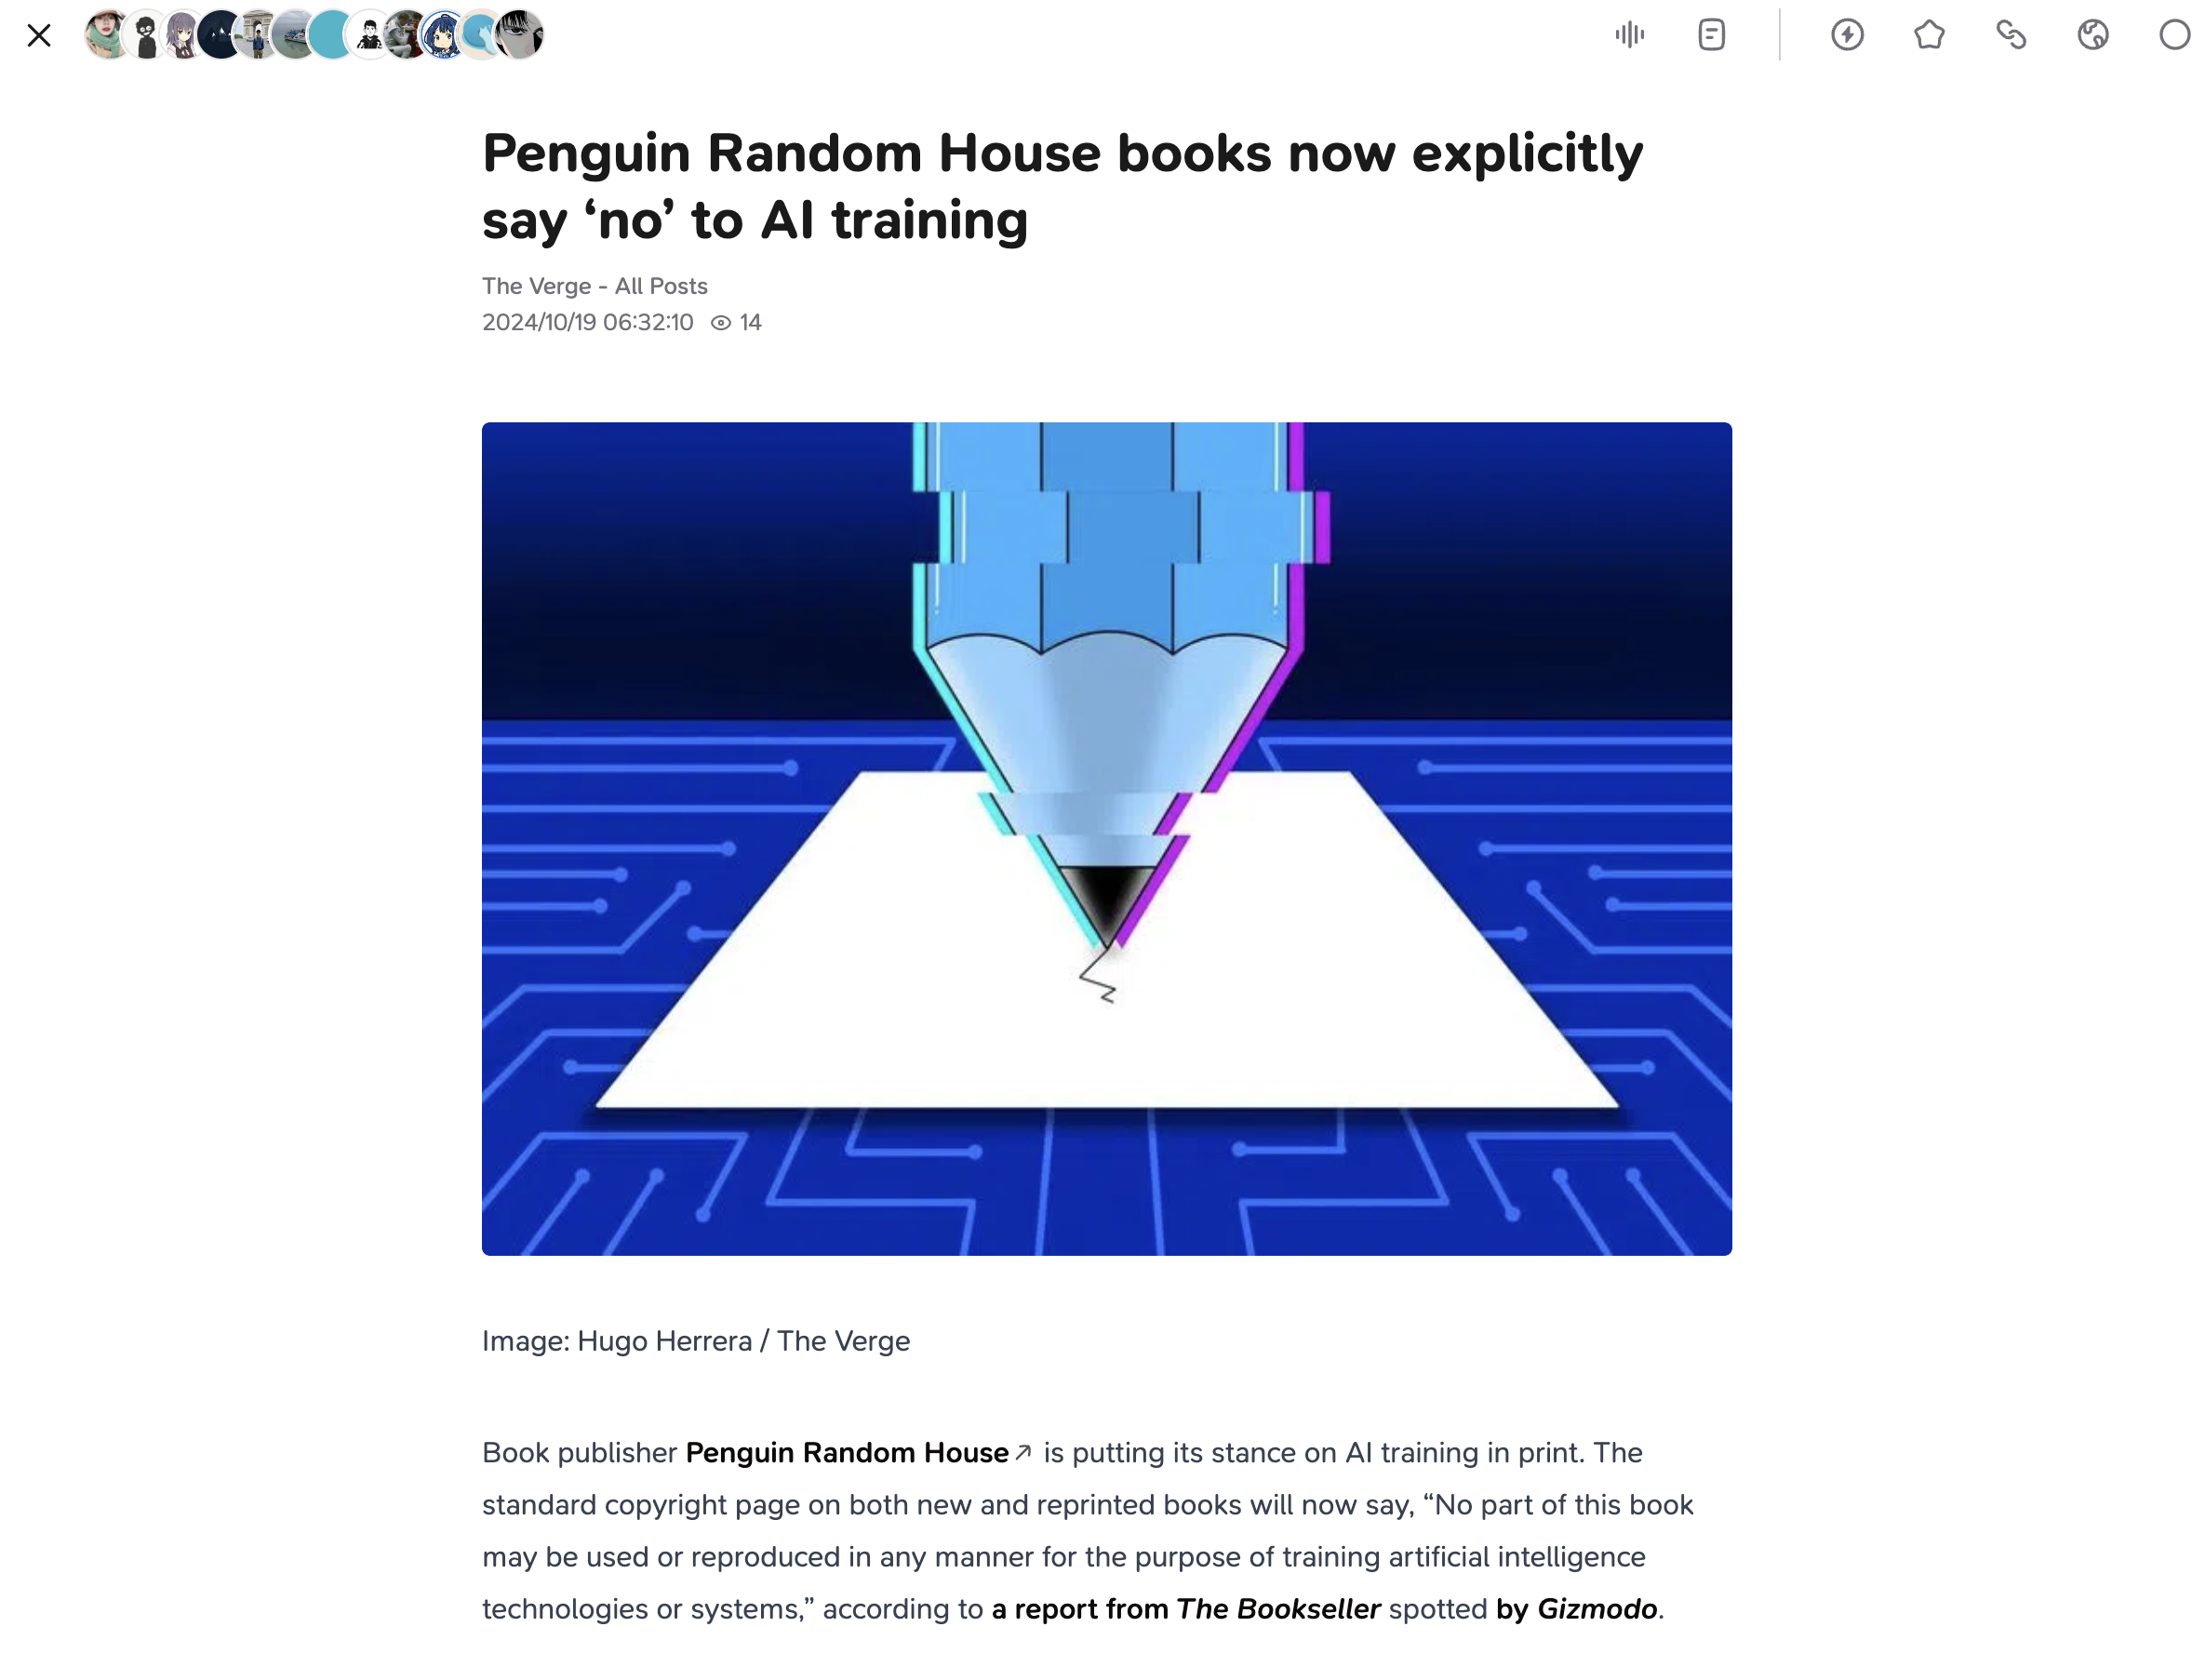 Penguin Random House books now explicitly
say ‘no’ to AI training
The Verge - All Posts
2024/10/19 06:32:10 14
Image: Hugo Herrera / The Verge
Book publisher Penguin Random House is putting its stance on AI training in print. The
standard copyright page on both new and reprinted books will now say, “No part of this book
may be used or reproduced in any manner for the purpose of training artificial intelligence
technologies or systems,” according to a report from The Bookseller spotted by Gizmodo.